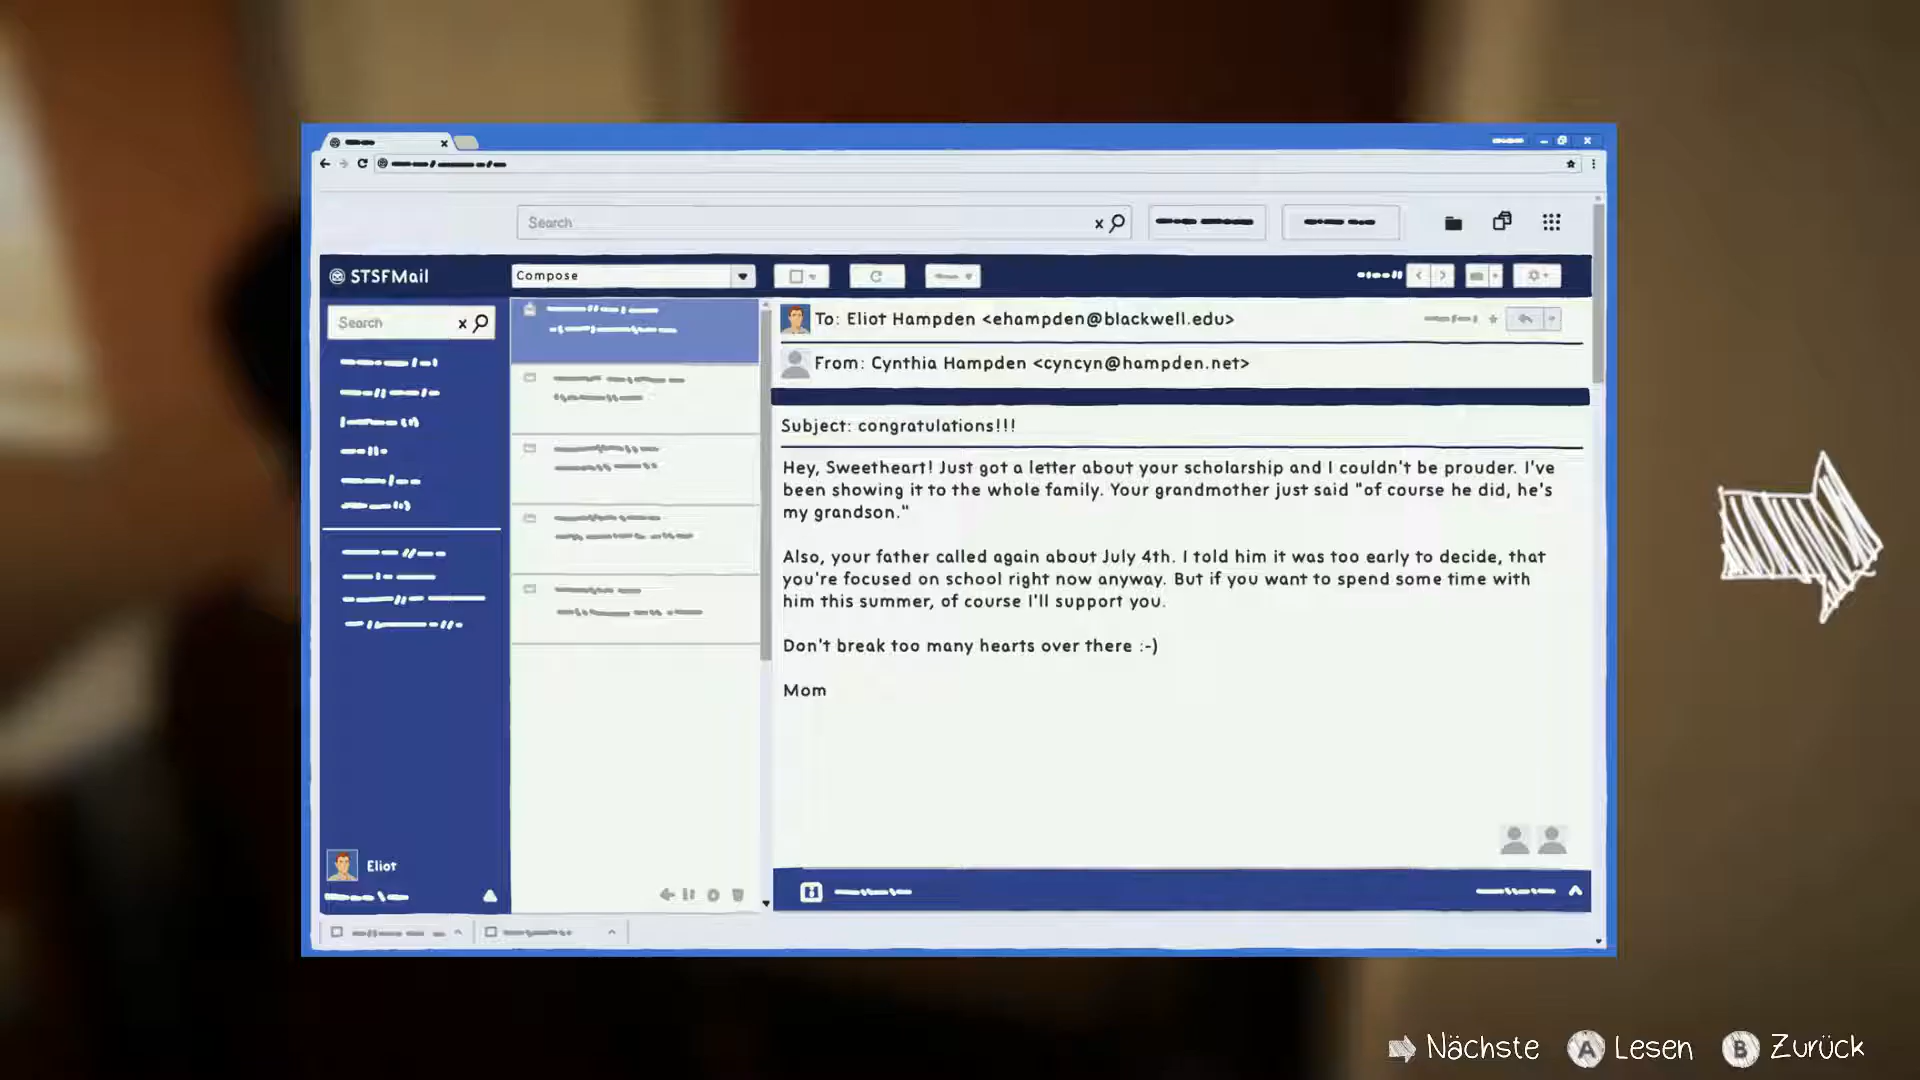 Search
STSFMail
Compose
Search
To: Eliot Hampden <ehampden@blackwell.edu>
From: Cynthia Hampden <cyncyn@hampden.net>
Subject: congratulations!!!
Hey, Sweetheart! Just got a letter about your scholarship and I couldn't be prouder. I've
been showing it to the whole family. Your grandmother just said "of course he did, he's
my grandson."
Also, your father called again about July 4th. I told him it was too early to decide, that
you're focused on school right now anyway. But if you want to spend some time with
him this summer, of course I'll support you.
Don't break too many hearts over there :-)
Mom
Eliot
Nächste A Lesen B Zurück